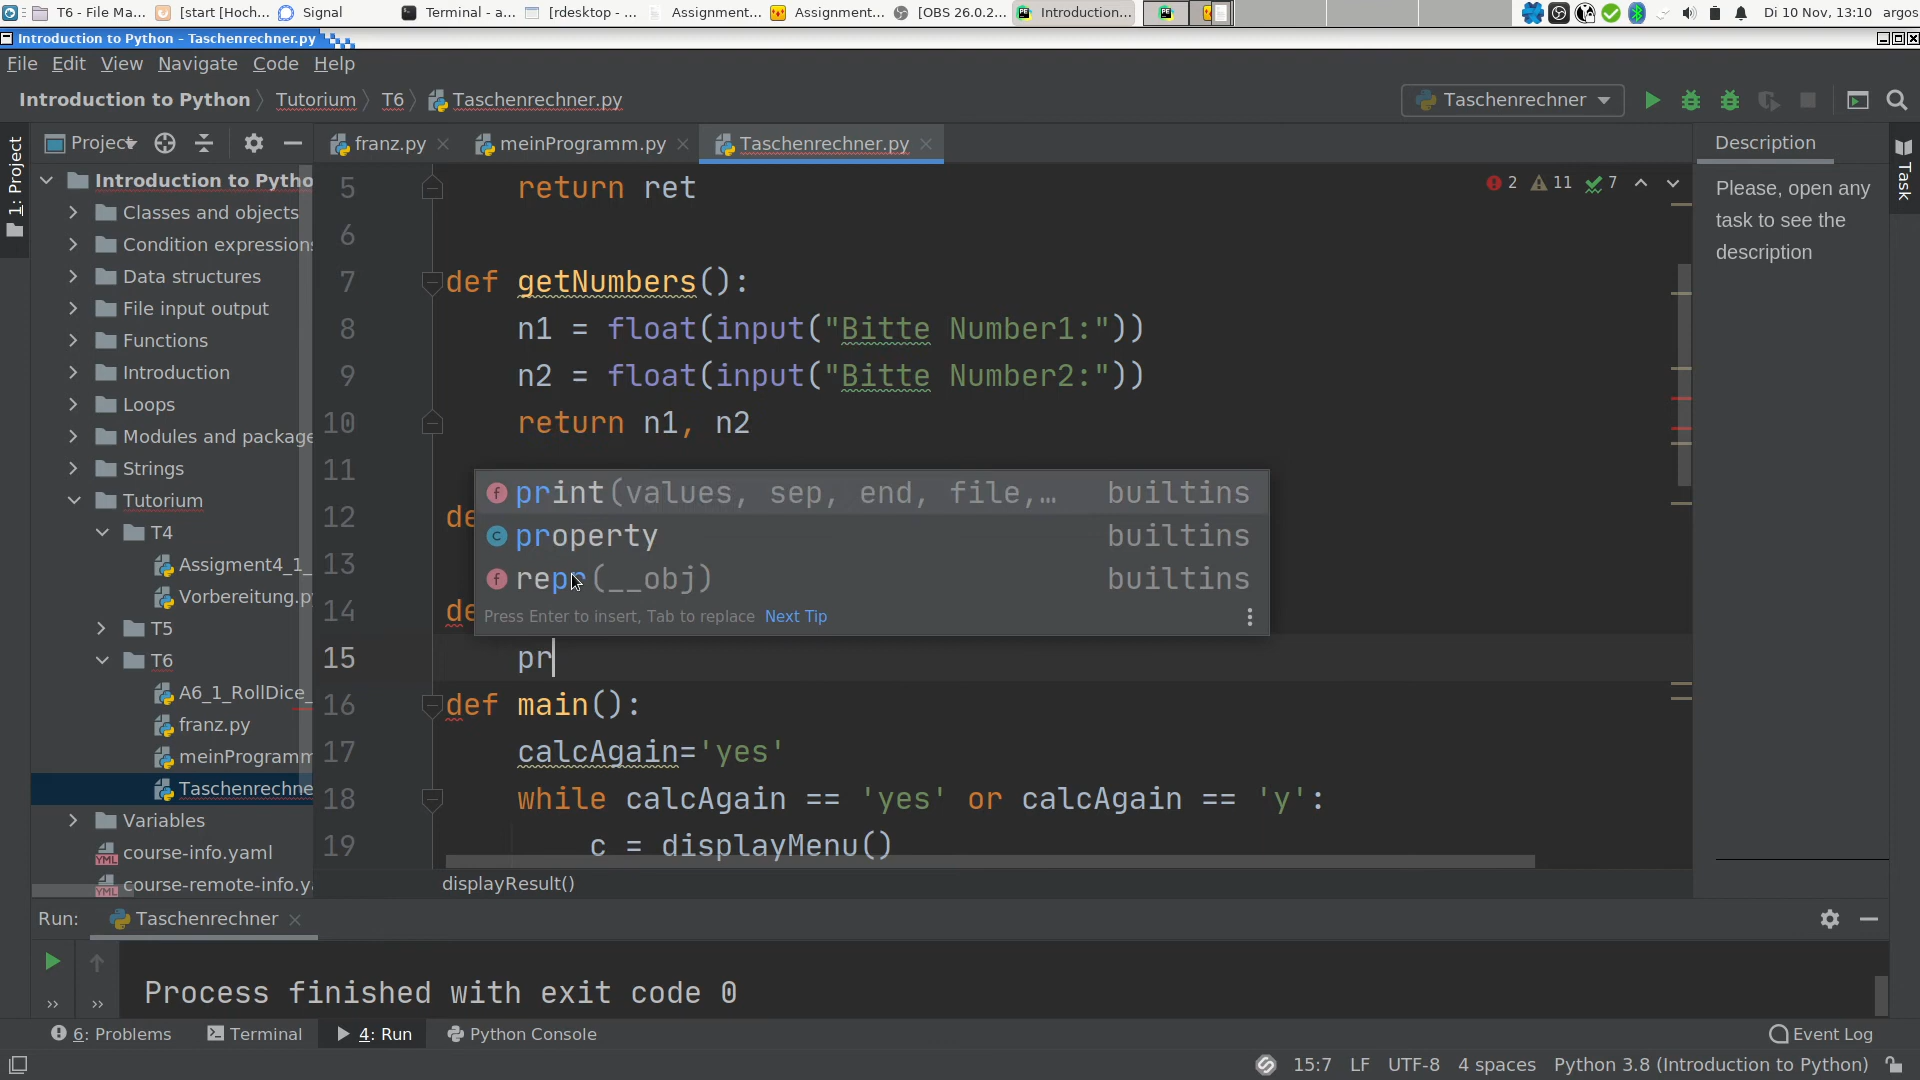 T6 - File Ma...
[start [Hoch...
Signal
Terminal - a...
[rdesktop - ...
Assignment...
Assignment...
[OBS 26.0.2...
Introduction...
Di 10 Nov, 13:10
argos
Introduction to Python – Taschenrechner.py
File Edit View Navigate Code Help
Introduction to Python
Tutorium
T6
Taschenrechner.py
Taschenrechner
1: Project
Project
franz.py
meinProgramm.py
Taschenrechner.py
Description
Task
Please, open any
task to see the
description
Introduction to Pytho
Classes and objects
Condition expressions
Data structures
File input output
Functions
Introduction
Loops
Modules and package
Strings
Tutorium
T4
Assigment4_1_
Vorbereitung.py
T5
T6
A6_1_RollDice_
franz.py
meinProgramm
Taschenrechne
Variables
course-info.yaml
course-remote-info.ya
2 11 7
5 return ret
6
7 def getNumbers():
8 n1 = float(input("Bitte Number1:"))
9 n2 = float(input("Bitte Number2:"))
10 return n1, n2
11
print(values, sep, end, file,… builtins
12 de
property builtins
13
repr(__obj) builtins
14 de
Press Enter to insert, Tab to replace Next Tip
15 pr
16 def main():
17 calcAgain='yes'
18 while calcAgain == 'yes' or calcAgain == 'y':
19 c = displayMenu()
displayResult()
Run: Taschenrechner
Process finished with exit code 0
6: Problems
Terminal
4: Run
Python Console
Event Log
15:7 LF UTF-8 4 spaces Python 3.8 (Introduction to Python)